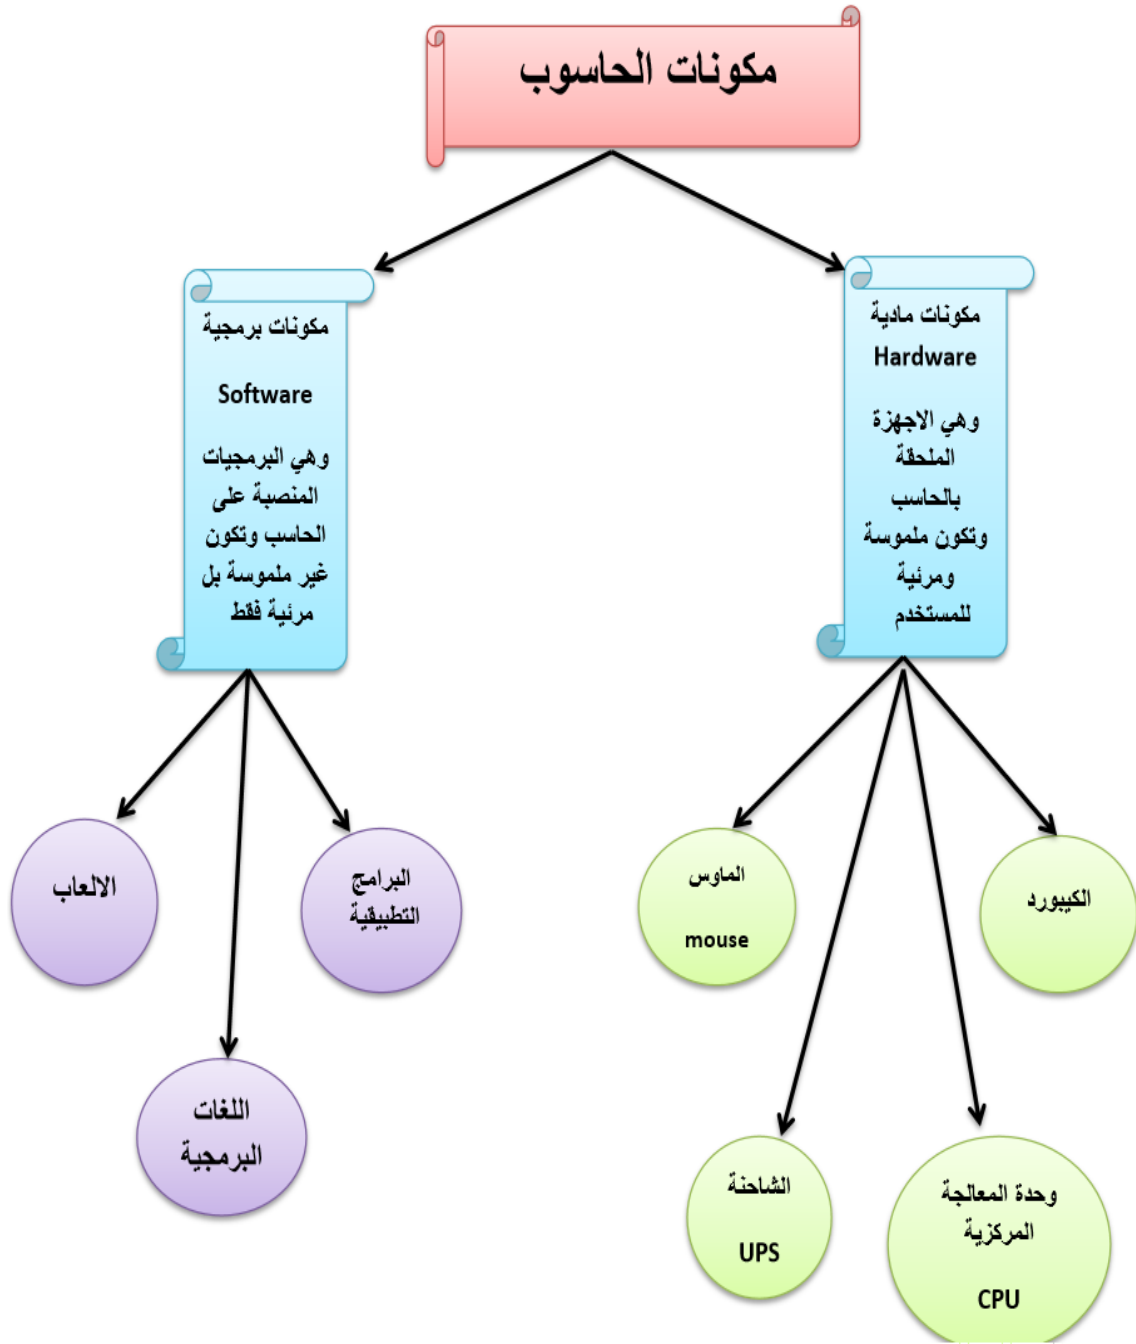 مكونات الحاسوب
مكونات مادية
Hardware
وهي الاجهزة
الملحقة
بالحاسب
وتكون ملموسة
ومرئية
للمستخدم
مكونات برمجية
Software
وهي البرمجيات
المنصبة على
الحاسب وتكون
غير ملموسة بل
مرئية فقط
الكيبورد
الماوس
mouse
وحدة المعالجة
المركزية
CPU
الشاحنة
UPS
البرامج
التطبيقية
الالعاب
اللغات
البرمجية